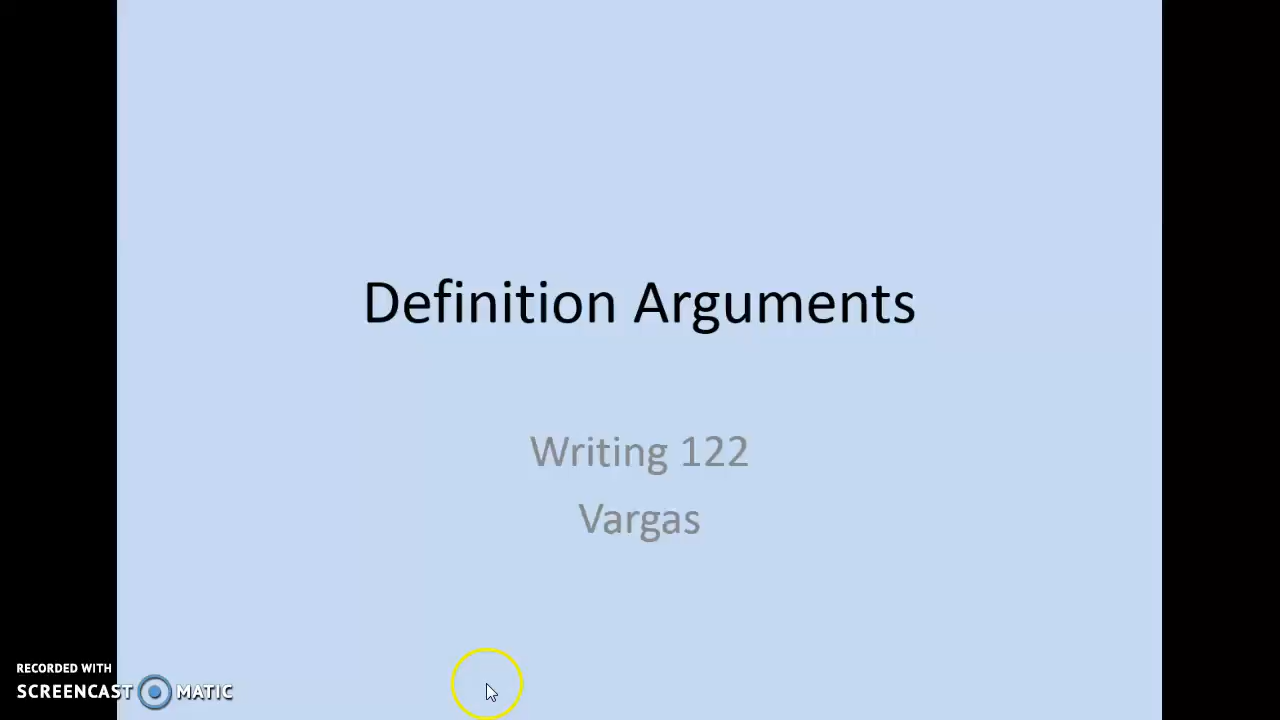 Definition Arguments
Writing 122
Vargas
RECORDED WITH
SCREENCAST MATIC